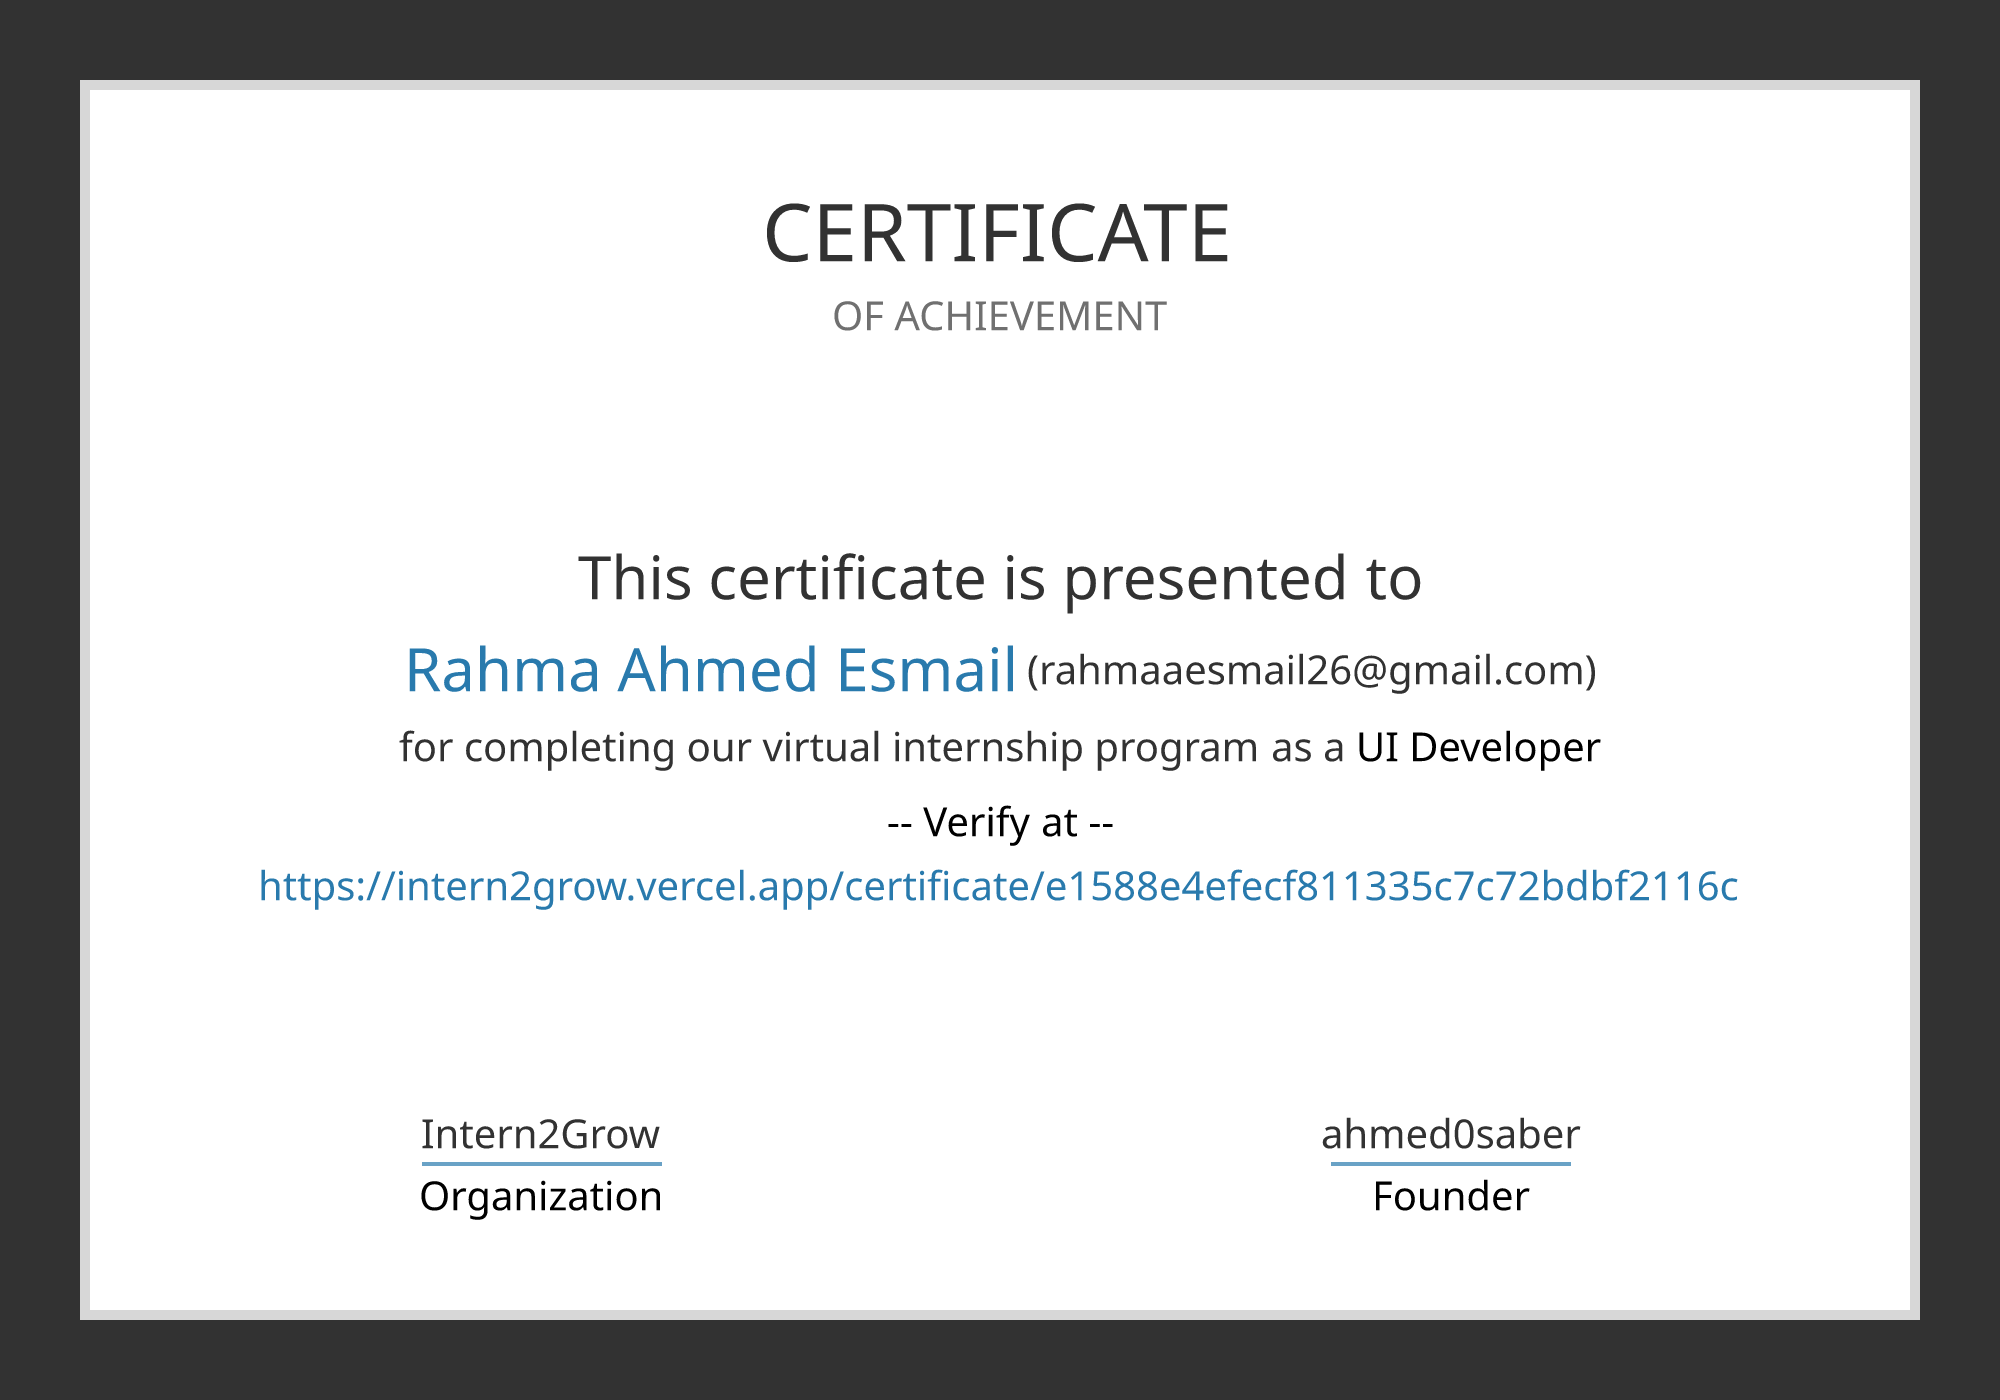 CERTIFICATE
OF ACHIEVEMENT
This certificate is presented to
Rahma Ahmed Esmail (rahmaaesmail26@gmail.com)
for completing our virtual internship program as a UI Developer
-- Verify at --
https://intern2grow.vercel.app/certificate/e1588e4efecf811335c7c72bdbf2116c
Intern2Grow
Organization
ahmed0saber
Founder